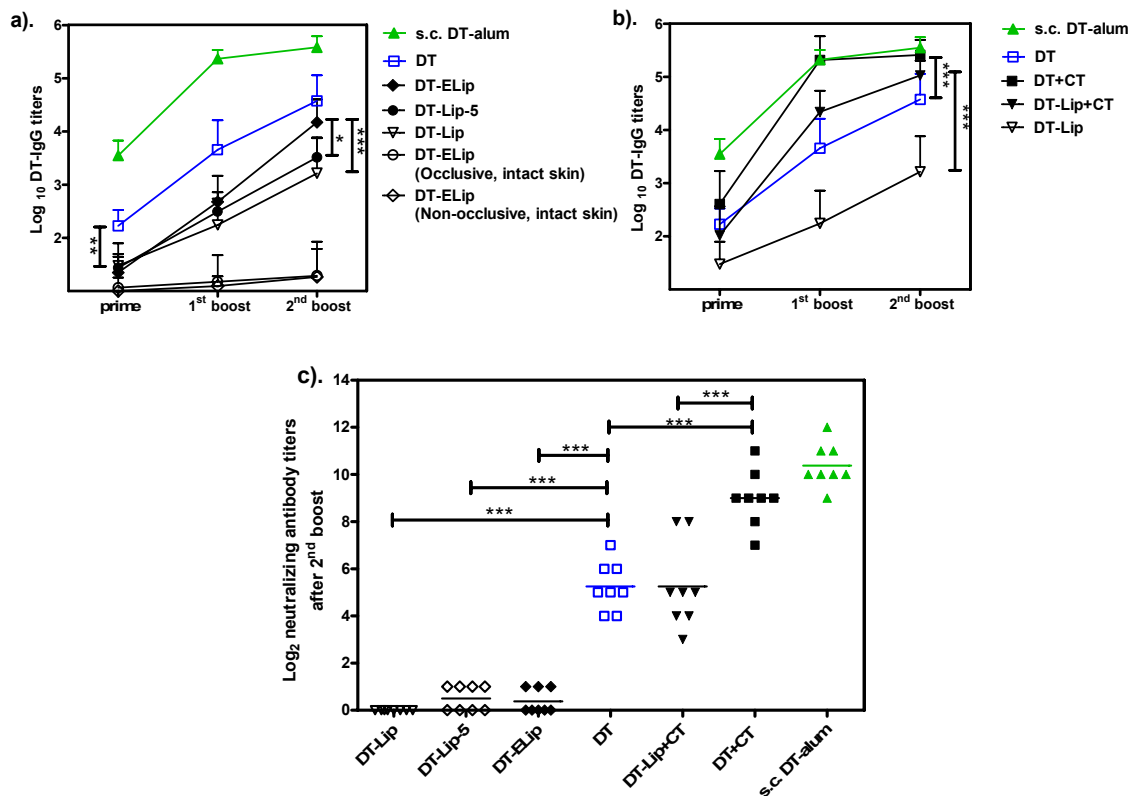 a).
Log 10 DT-IgG titers
6
5
4
3
2
prime
1st boost
2nd boost
**
*
***
s.c. DT-alum
DT
DT-ELip
DT-Lip-5
DT-Lip
DT-ELip
(Occlusive, intact skin)
DT-ELip
(Non-occlusive, intact skin)
b).
Log 10 DT-IgG titers
6
5
4
3
2
prime
1st boost
2nd boost
***
***
s.c. DT-alum
DT
DT+CT
DT-Lip+CT
DT-Lip
c).
Log2 neutralizing antibody titers
after 2nd boost
14
12
10
8
6
4
2
0
***
***
***
***
***
DT-Lip
DT-Lip-5
DT-ELip
DT
DT-Lip+CT
DT+CT
s.c. DT-alum